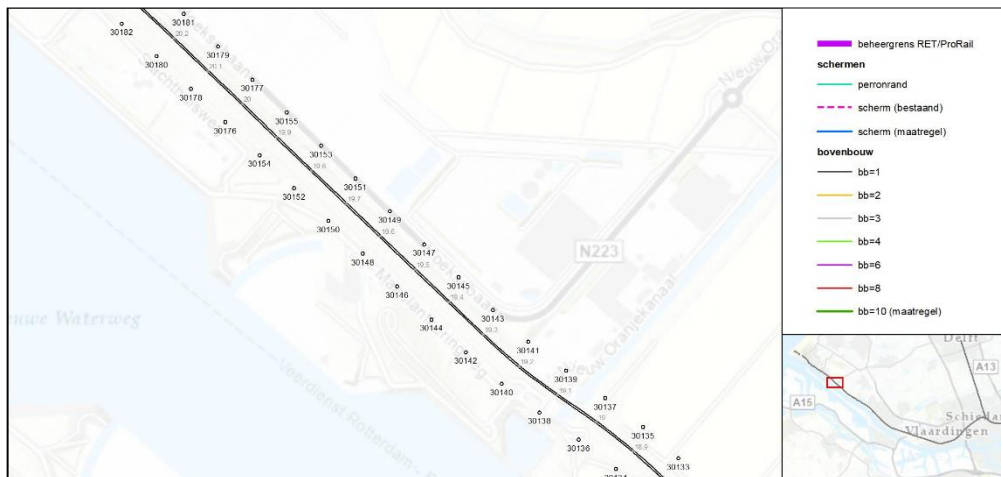 30181
30182
20.2
30179
30180
20.1
30177
30178
20
30155
30176
19.9
30153
30154
19.8
30151
30152
19.7
30149
30150
19.6
30147
30148
19.5
30145
30146
19.4
30143
30144
19.3
30141
30142
19.2
30139
30140
19.1
30137
30138
19
30135
30136
18.9
30133
N223
Nieuw Oranjekanaal
Maasdijk
euwe Waterweg
Veerdienst Rotterdam -
beheergrens RET/ProRail
schermen
perronrand
scherm (bestaand)
scherm (maatregel)
bovenbouw
bb=1
bb=2
bb=3
bb=4
bb=6
bb=8
bb=10 (maatregel)
Delft
A13
A15
Schiedam
Vlaardingen